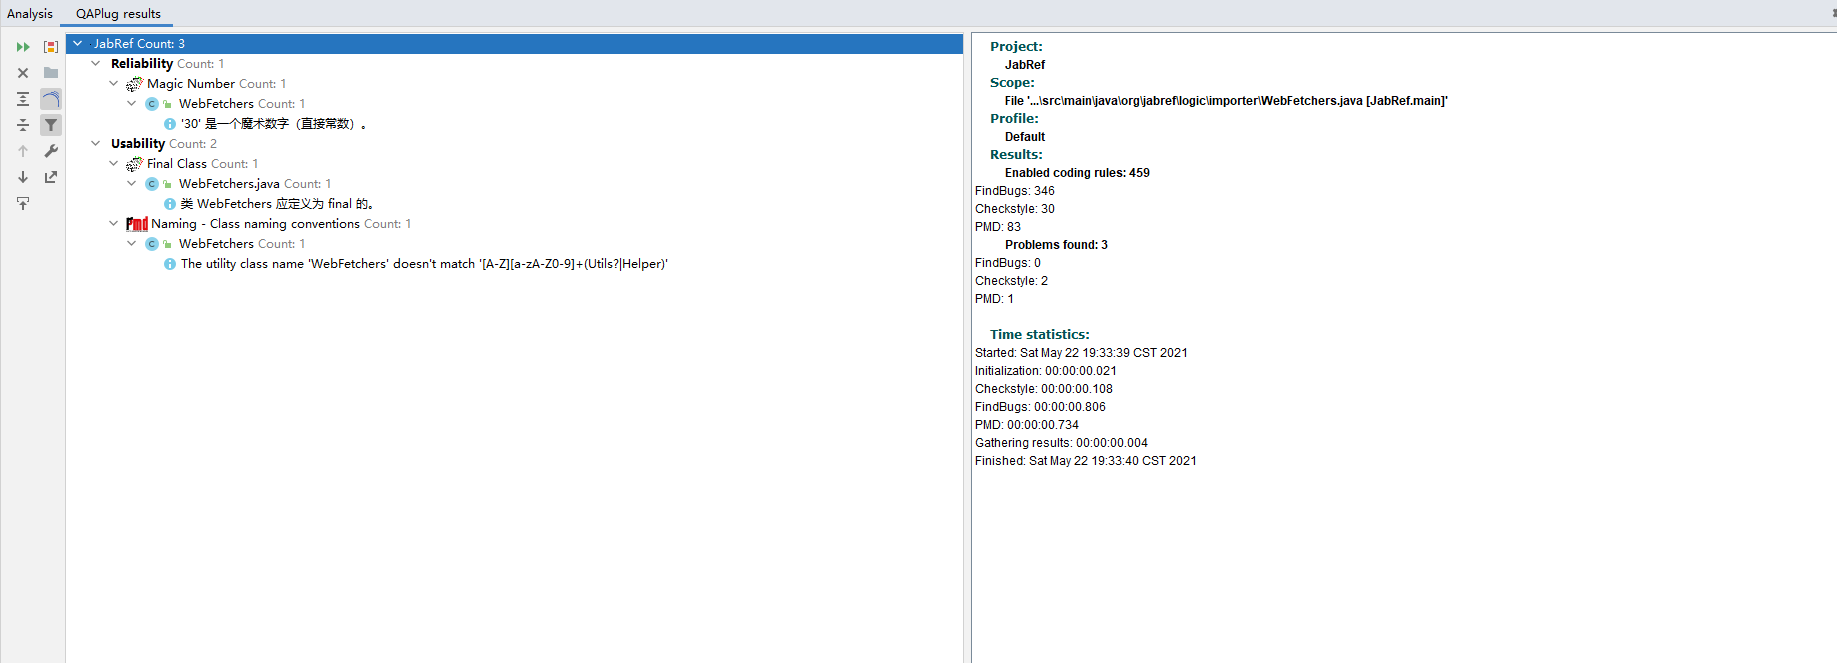 Analysis QAPlug results
JabRef Count: 3
Reliability Count: 1
Magic Number Count: 1
WebFetchers Count: 1
'30' 是一个魔术数字（直接常数）。
Usability Count: 2
Final Class Count: 1
WebFetchers.java Count: 1
类 WebFetchers 应定义为 final 的。
Naming - Class naming conventions Count: 1
WebFetchers Count: 1
The utility class name 'WebFetchers' doesn't match '[A-Z][a-zA-Z0-9]+(Utils?|Helper)'
Project:
JabRef
Scope:
File '...\src\main\java\org\jabref\logic\importer\WebFetchers.java [JabRef.main]'
Profile:
Default
Results:
Enabled coding rules: 459
FindBugs: 346
Checkstyle: 30
PMD: 83
Problems found: 3
FindBugs: 0
Checkstyle: 2
PMD: 1
Time statistics:
Started: Sat May 22 19:33:39 CST 2021
Initialization: 00:00:00.021
Checkstyle: 00:00:00.108
FindBugs: 00:00:00.806
PMD: 00:00:00.734
Gathering results: 00:00:00.004
Finished: Sat May 22 19:33:40 CST 2021